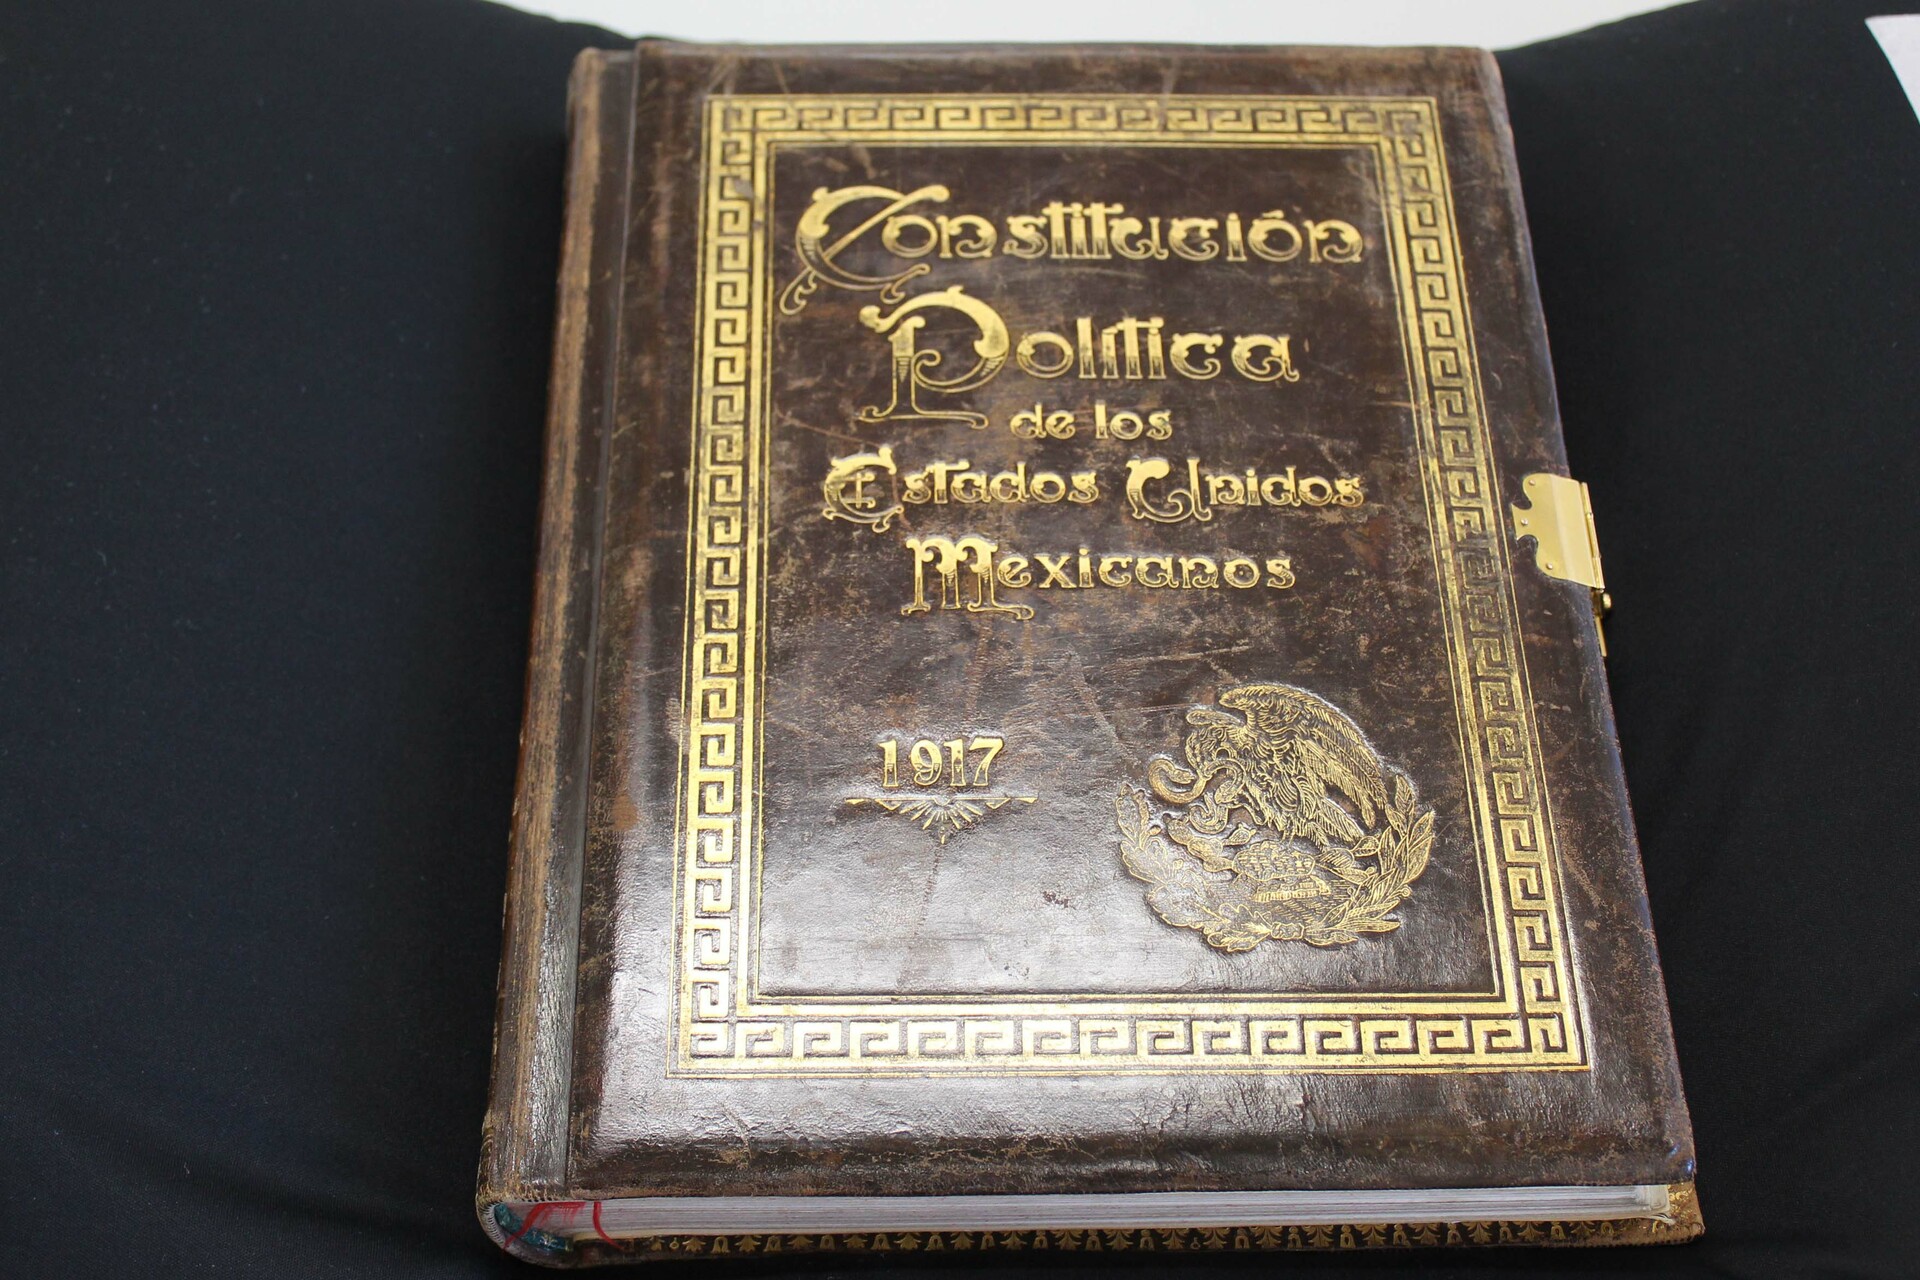 Constitución
Política
de los
Estados Unidos
Mexicanos
1917